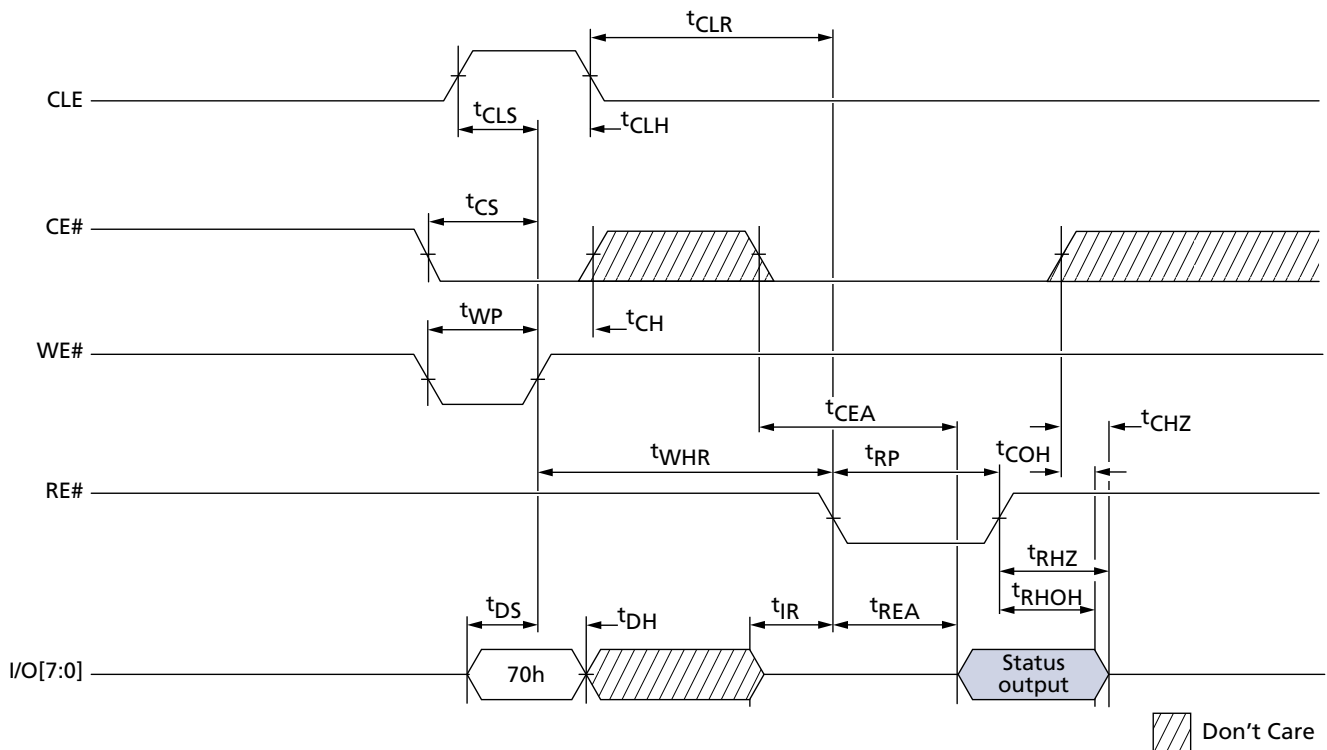 tCLR
CLE
tCLS
tCLH
tCS
CE#
tWP
tCH
WE#
tCEA
tCHZ
tWHR
tRP
tCOH
RE#
tRHZ
tRHOH
tDS
tDH
tIR
tREA
I/O[7:0]
70h
Status
output
Don't Care